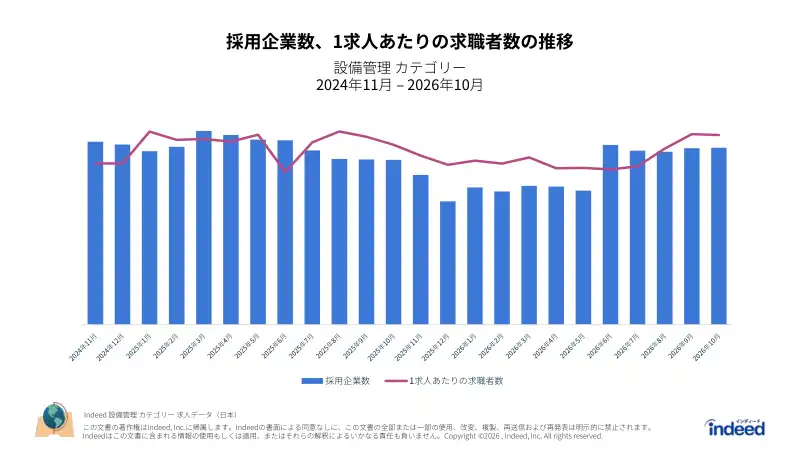 採用企業数、1求人あたりの求職者数の推移
設備管理 カテゴリー
2024年11月 – 2026年10月
2024年11月
2024年12月
2025年1月
2025年2月
2025年3月
2025年4月
2025年5月
2025年6月
2025年7月
2025年8月
2025年9月
2025年10月
2025年11月
2025年12月
2026年1月
2026年2月
2026年3月
2026年4月
2026年5月
2026年6月
2026年7月
2026年8月
2026年9月
2026年10月
採用企業数 1求人あたりの求職者数
Indeed 設備管理 カテゴリー 求人データ（日本）
この文書の著作権はIndeed, Inc.に帰属します。Indeedの書面による同意なしに、この文書の全部または一部の使用、改変、複製、再送信および再発表は明示的に禁止されます。
Indeedはこの文書に含まれる情報の使用もしくは適用、またはそれらの解釈によるいかなる責任も負いません。Copyright ©2026 , Indeed, Inc. All rights reserved.
インディード
indeed